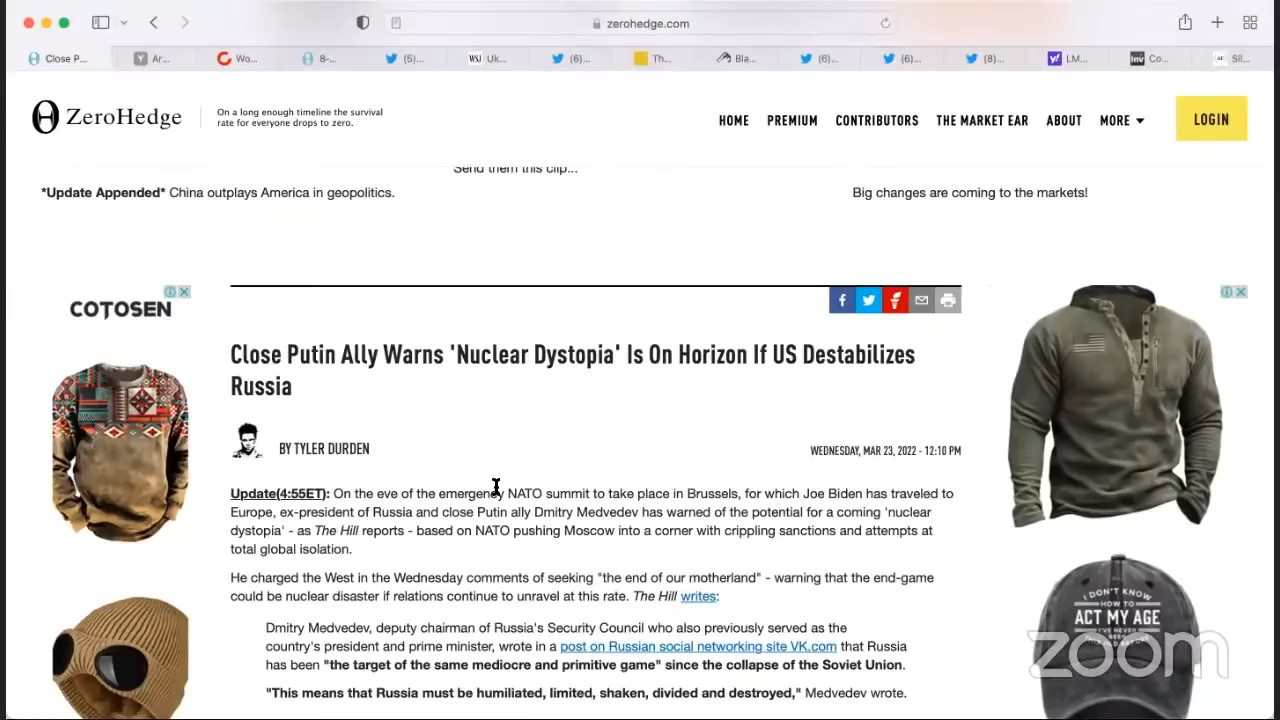 zerohedge.com
Close P...
Ar...
Wo...
8-...
(5)...
WSJ Uk...
(6)...
Th...
Bla...
(6)...
(6)...
(8)...
y! LM...
Inv Co...
Sil...
ZeroHedge
On a long enough timeline the survival
rate for everyone drops to zero.
HOME PREMIUM CONTRIBUTORS THE MARKET EAR ABOUT MORE
LOGIN
Send them this clip...
*Update Appended* China outplays America in geopolitics.
Big changes are coming to the markets!
COTOSEN
Close Putin Ally Warns 'Nuclear Dystopia' Is On Horizon If US Destabilizes
Russia
BY TYLER DURDEN
WEDNESDAY, MAR 23, 2022 - 12:10 PM
Update(4:55ET): On the eve of the emergency NATO summit to take place in Brussels, for which Joe Biden has traveled to
Europe, ex-president of Russia and close Putin ally Dmitry Medvedev has warned of the potential for a coming 'nuclear
dystopia' - as The Hill reports - based on NATO pushing Moscow into a corner with crippling sanctions and attempts at
total global isolation.
He charged the West in the Wednesday comments of seeking "the end of our motherland" - warning that the end-game
could be nuclear disaster if relations continue to unravel at this rate. The Hill writes:
Dmitry Medvedev, deputy chairman of Russia's Security Council who also previously served as the
country's president and prime minister, wrote in a post on Russian social networking site VK.com that Russia
has been "the target of the same mediocre and primitive game" since the collapse of the Soviet Union.
"This means that Russia must be humiliated, limited, shaken, divided and destroyed," Medvedev wrote.
I DON'T KNOW
HOW TO
ACT MY AGE
I'VE NEVER
zoom